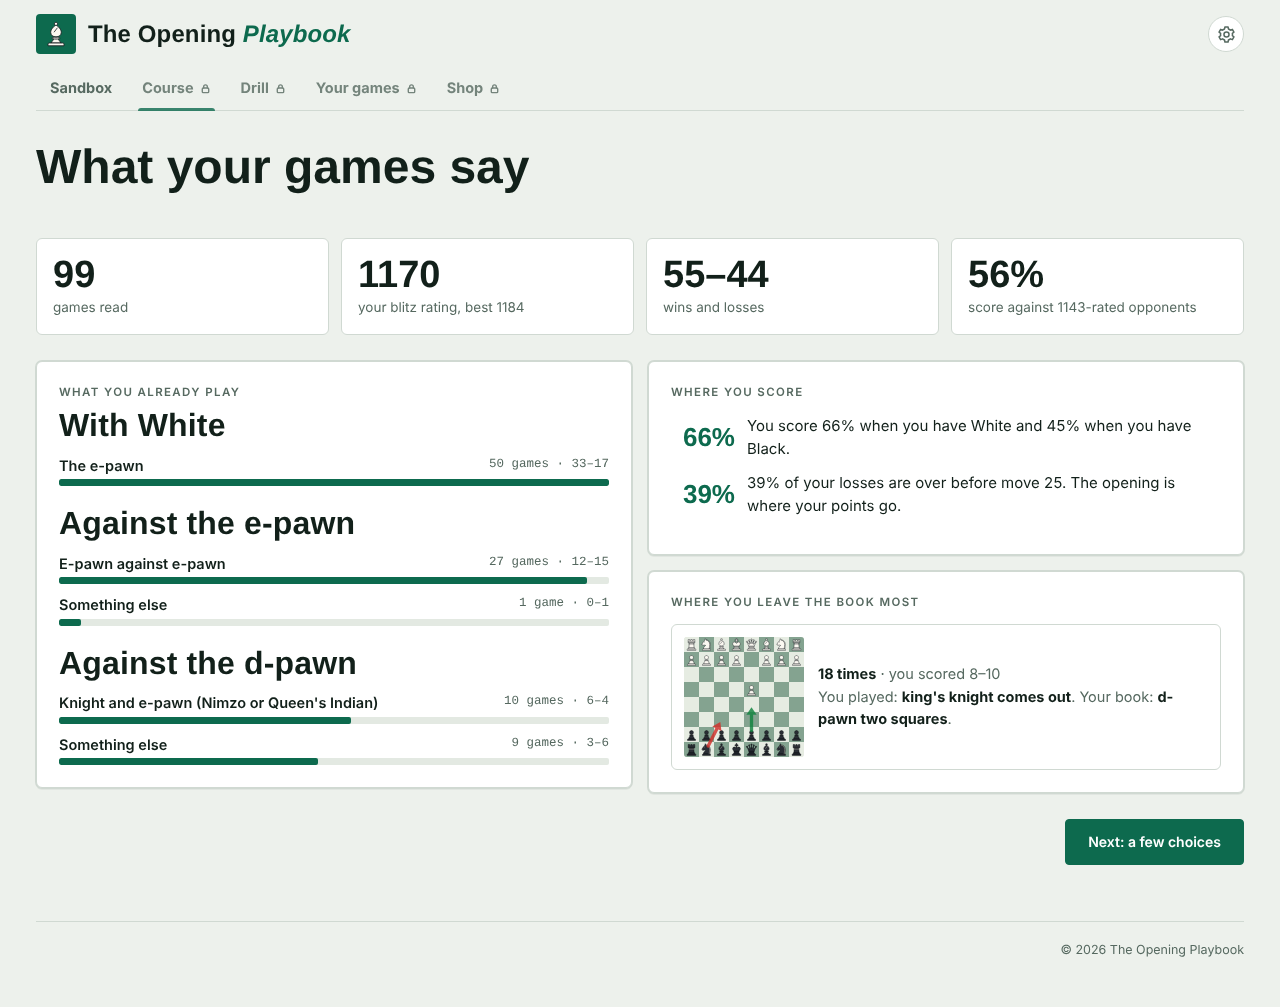 The Opening Playbook
Sandbox
Course
Drill
Your games
Shop
What your games say
99
games read
1170
your blitz rating, best 1184
55–44
wins and losses
56%
score against 1143-rated opponents
WHAT YOU ALREADY PLAY
With White
The e-pawn
50 games · 33–17
Against the e-pawn
E-pawn against e-pawn
27 games · 12–15
Something else
1 game · 0–1
Against the d-pawn
Knight and e-pawn (Nimzo or Queen's Indian)
10 games · 6–4
Something else
9 games · 3–6
WHERE YOU SCORE
66%
You score 66% when you have White and 45% when you have
Black.
39%
39% of your losses are over before move 25. The opening is
where your points go.
WHERE YOU LEAVE THE BOOK MOST
18 times · you scored 8–10
You played: king's knight comes out. Your book: d-
pawn two squares.
Next: a few choices
© 2026 The Opening Playbook